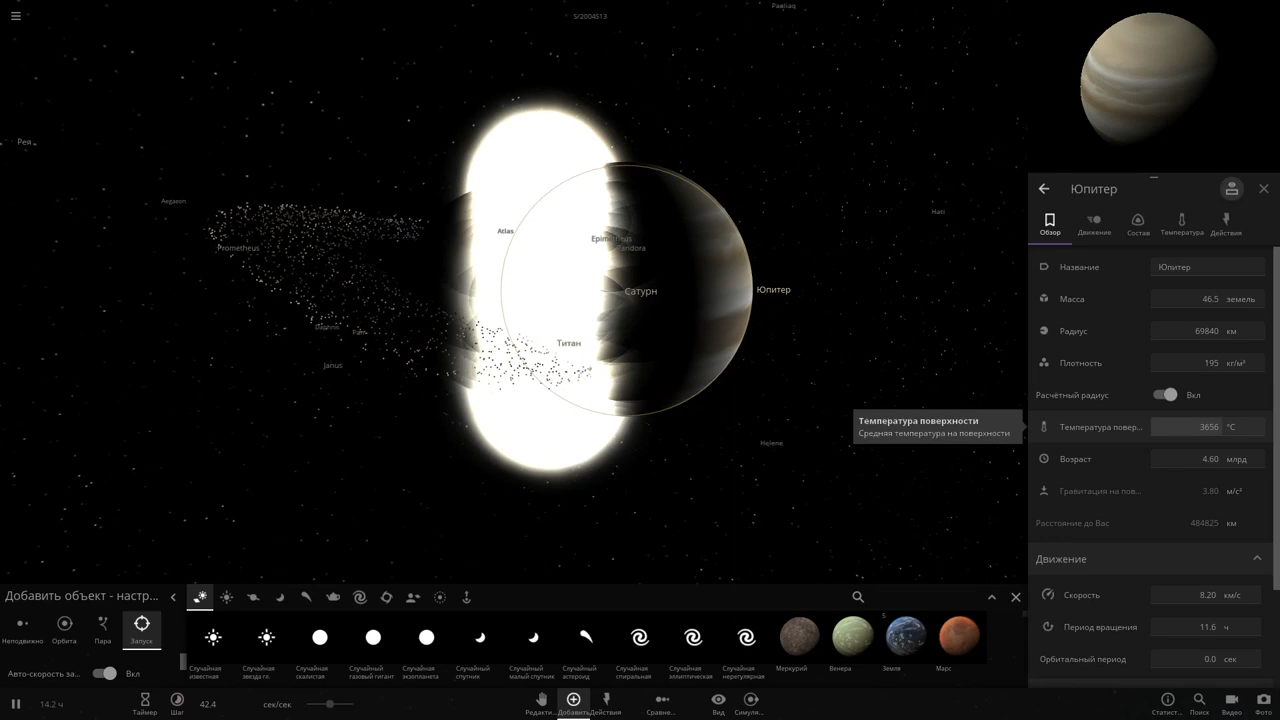 Paaliaq
S/2004S13
Рея
Aegaeon
Prometheus
Daphnis
Pan
Janus
Atlas
Epimetheus
Pandora
Сатурн
Юпитер
Титан
Hati
Helene
Температура поверхности
Средняя температура на поверхности
Юпитер
Обзор
Движение
Состав
Температура
Действия
Название
Юпитер
Масса
46.5 земель
Радиус
69840 км
Плотность
195 кг/м³
Расчётный радиус
Вкл
Температура повер...
3656 °C
Возраст
4.60 млрд
Гравитация на пов...
3.80 м/с²
Расстояние до Вас
484825 км
Движение
Скорость
8.20 км/с
Период вращения
11.6 ч
Орбитальный период
0.0 сек
Добавить объект - настр...
Неподвижно
Орбита
Пара
Запуск
Авто-скорость за...
Вкл
Случайная известная
Случайная звезда гл.
Случайная скалистая
Случайный газовый гигант
Случайная экзопланета
Случайный спутник
Случайный малый спутник
Случайный астероид
Случайная спиральная
Случайная эллиптическая
Случайная нерегулярная
Меркурий
Венера
5
Земля
Марс
14.2 ч
Таймер
Шаг
42.4
сек/сек
Редакти...
Добавить
Действия
Сравне...
Вид
Симуля...
Статист...
Поиск
Видео
Фото